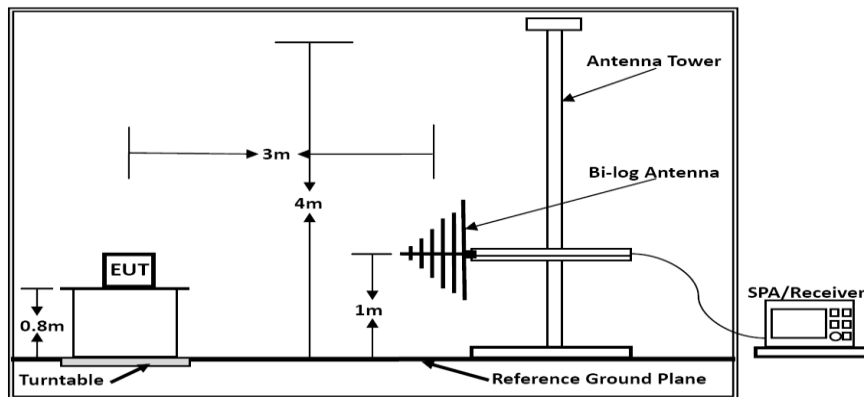 Antenna Tower
3m
Bi-log Antenna
4m
EUT
SPA/Receiver
1m
0.8m
Turntable
Reference Ground Plane